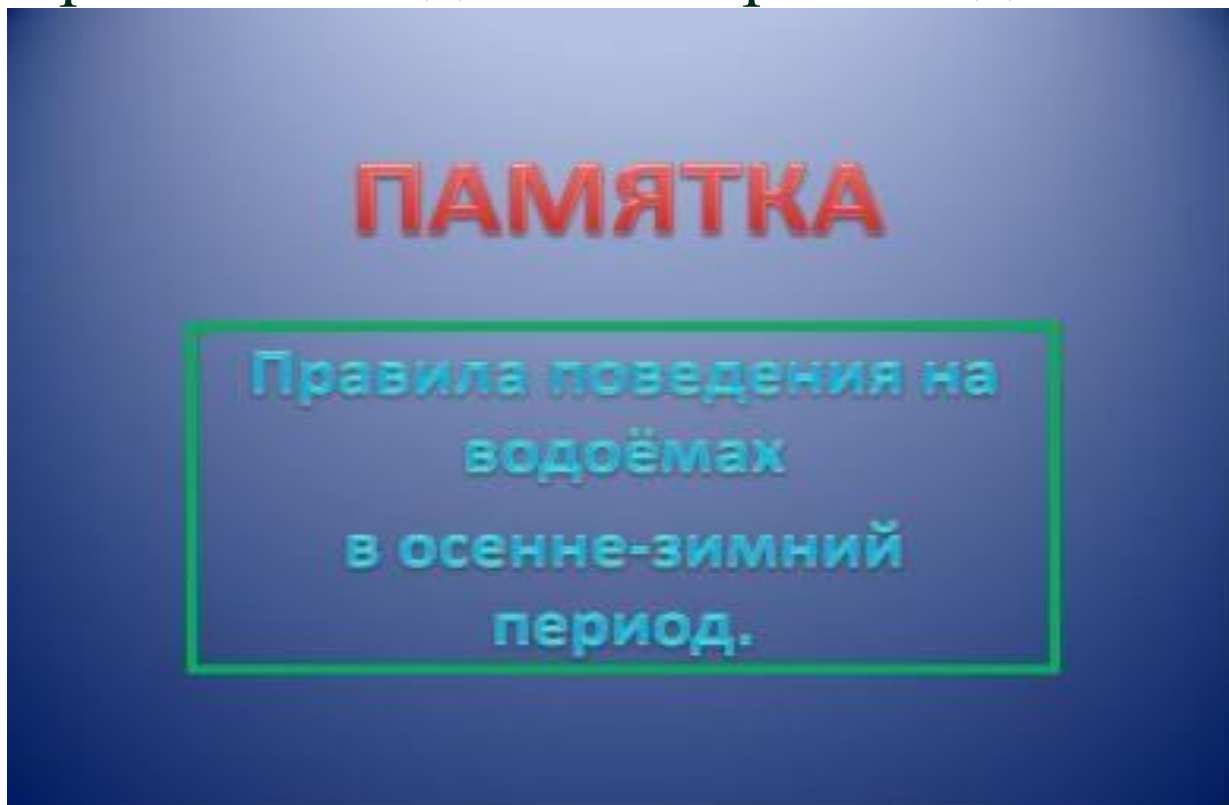 ПАМЯТКА
Правила поведения на
водоёмах
в осенне-зимний
период.